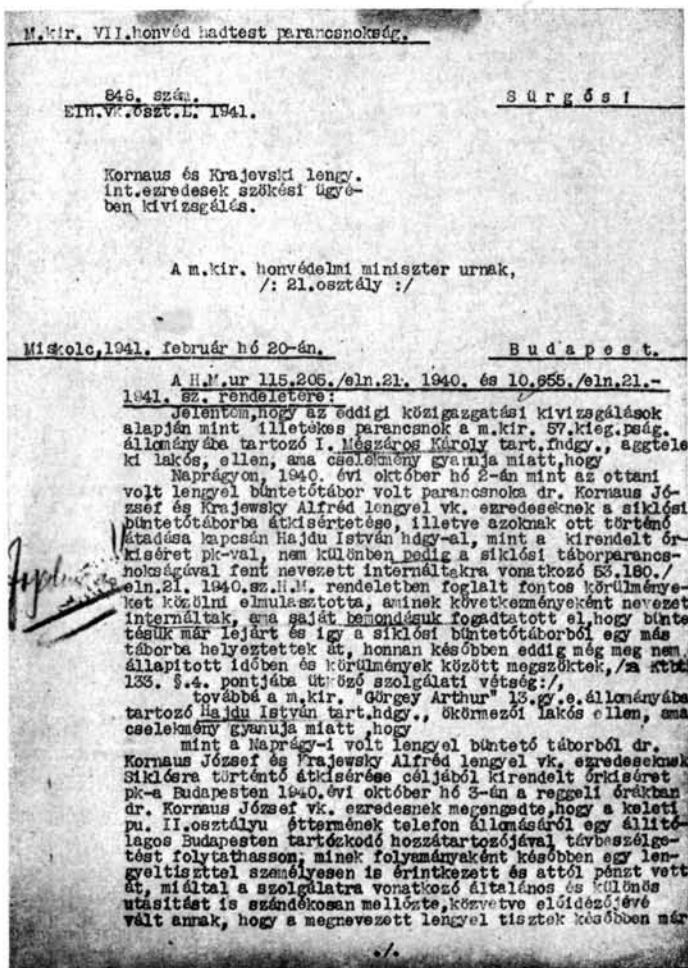 M.kir. VII.honvéd hadtest parancsnokság.
848. szám.
Eln.vk.oszt.L. 1941.
Sürgős!
Kornaus és Krajevski lengy.
int.ezredesek szökési ügyé-
ben kivizsgálás.
A m.kir. honvédelmi miniszter urnak,
/: 21.osztály :/
Miskolc,1941. február hó 20-án.
Budapest.
A H.M.ur 115.205./eln.21. 1940. és 10.655./eln.21.-
1941. sz. rendeletére:
Jelentem,hogy az eddigi közigazgatási kivizsgálások
alapján mint illetékes parancsnok a m.kir. 57.kieg.pság.
állományába tartozó I. Mészáros Károly tart.fhdgy., aggtele
ki lakós, ellen, ama cselekmény gyanuja miatt,hogy
Naprágyon, 1940. évi október hó 2-án mint az ottani
volt lengyel büntetőtábor volt parancsnoka dr. Kornaus Jó-
zsef és Krajewsky Alfréd lengyel vk. ezredeseknek a siklósi
büntetőtáborba átkisértetése, illetve azoknak ott történő
átadása kapcsán Hajdu István hdgy-al, mint a kirendelt őr-
kiséret pk-val, nem különben pedig a siklósi táborparancs-
nokságával fent nevezett internáltakra vonatkozó 53.180./
eln.21. 1940.sz.H.M. rendeletben foglalt fontos körülménye-
ket közölni elmulasztotta, aminek következményeként nevezet
internáltak, ama saját bemondásuk fogadtatott el,hogy bünte
tésük már lejárt és igy a siklósi büntetőtáborból egy más
táborba helyeztettek át, honnan későbben eddig még meg nem
állapitott időben és körülmények között megszöktek,/a Ktbtk
133. §.4. pontjába ütköző szolgálati vétség:/,
továbbá a m.kir. "Görgey Arthur" 13.gy.e.állományába
tartozó Hajdu István tart.hdgy., ökörmezői lakós ellen, ama
cselekmény gyanuja miatt ,hogy
mint a Naprágy-i volt lengyel büntető táborból dr.
Kornaus József és Krajewsky Alfréd lengyel vk. ezredeseknek
Siklósra történtő átkisérése céljából kirendelt őrkiséret
pk-a Budapesten 1940.évi október hó 3-án a reggeli órákban
dr. Kornaus József vk. ezredesnek megengedte,hogy a keleti
pu. II.osztályu éttermének telefon állomásáról egy állitó-
lagos Budapesten tartózkodó hozzátartozójával távbeszélge-
tést folytathasson, minek folyamányaként későbben egy len-
gyeltiszttel személyesen is érintkezett és attól pénzt vett
át, miáltal a szolgálatra vonatkozó általános és különös
utasitást is szándékosan mellőzte,közvetve előidézőjévé
vált annak, hogy a megnevezett lengyel tisztek későbben már
./.